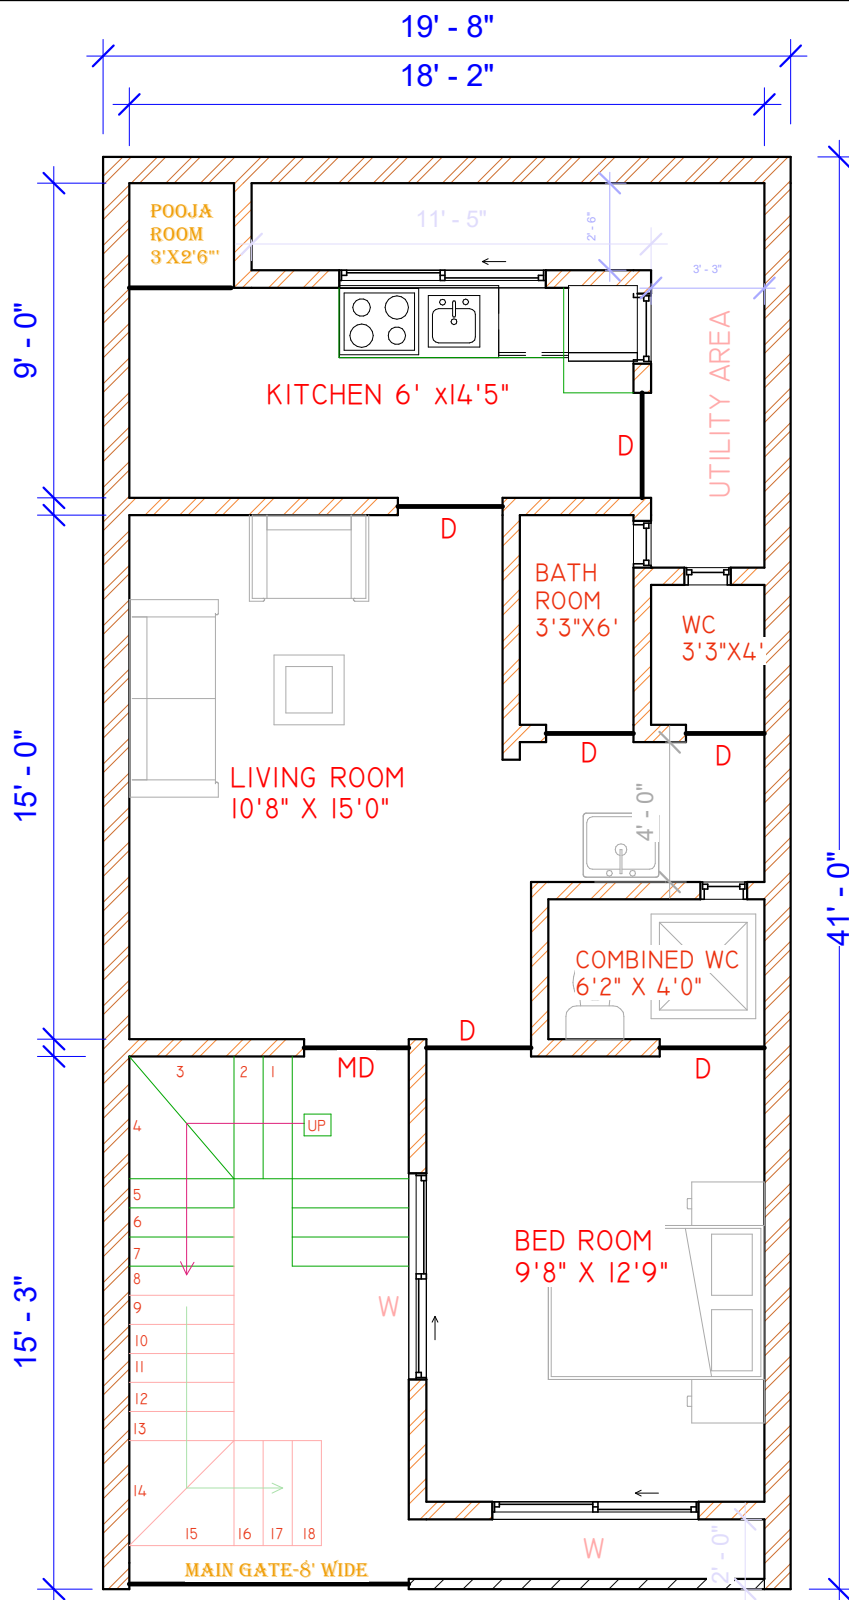 19' - 8"
18' - 2"
POOJA
ROOM
3'X2'6"'
11' - 5"
2' - 6"
3' - 3"
9' - 0"
UTILITY AREA
KITCHEN 6' x14'5"
D
D
BATH
ROOM
3'3"X6'
WC
3'3"X4'
D
D
15' - 0"
LIVING ROOM
10'8" X 15'0"
4' - 0"
41' - 0"
COMBINED WC
6'2" X 4'0"
D
MD
D
3
2
1
4
UP
5
6
7
8
9
10
11
12
13
14
15
16
17
18
BED ROOM
9'8" X 12'9"
W
15' - 3"
W
2' - 0"
MAIN GATE-8' WIDE